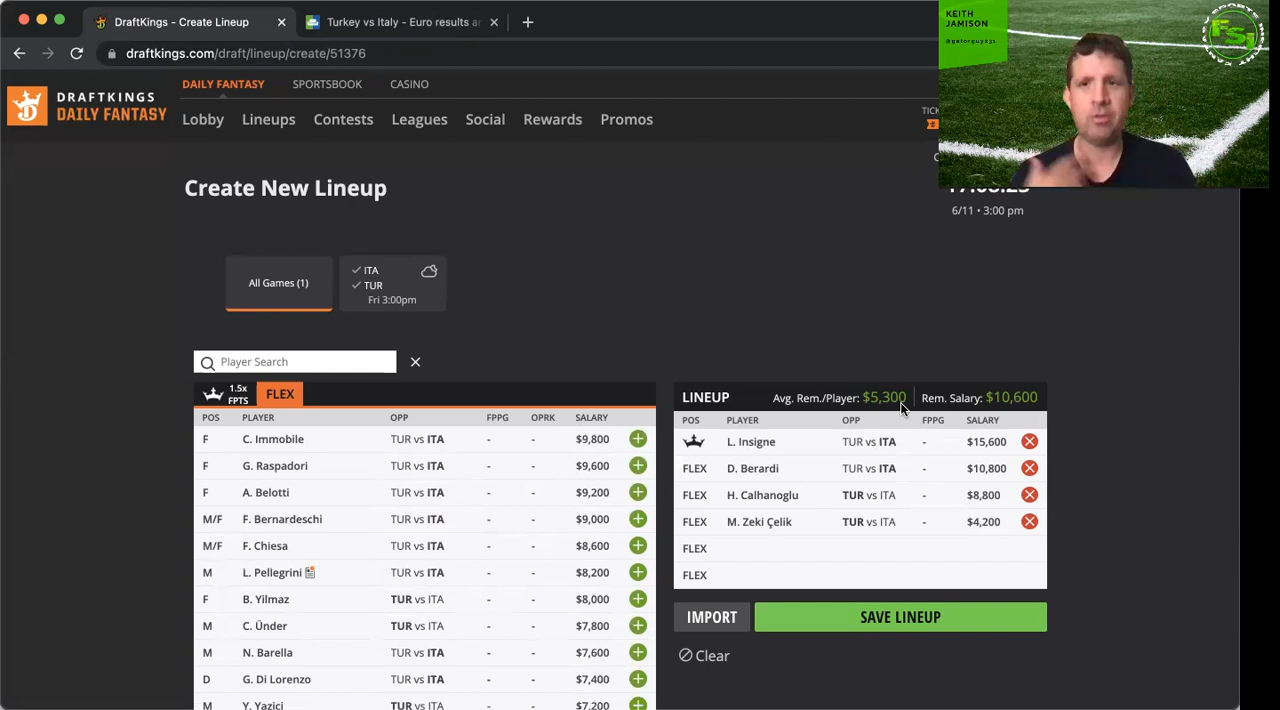 DraftKings - Create Lineup
Turkey vs Italy - Euro results ar
draftkings.com/draft/lineup/create/51376
KEITH
JAMISON
@gatorguy231
FSI
DAILY FANTASY SPORTSBOOK CASINO
DRAFTKINGS
DAILY FANTASY
Lobby Lineups Contests Leagues Social Rewards Promos
TICK
Create New Lineup
6/11 • 3:00 pm
All Games (1)
ITA
TUR
Fri 3:00pm
Player Search
1.5x
FPTS
FLEX
POS PLAYER OPP FPPG OPRK SALARY
F C. Immobile TUR vs ITA - - $9,800
F G. Raspadori TUR vs ITA - - $9,600
F A. Belotti TUR vs ITA - - $9,200
M/F F. Bernardeschi TUR vs ITA - - $9,000
M/F F. Chiesa TUR vs ITA - - $8,600
M L. Pellegrini TUR vs ITA - - $8,200
F B. Yilmaz TUR vs ITA - - $8,000
M C. Ünder TUR vs ITA - - $7,800
M N. Barella TUR vs ITA - - $7,600
D G. Di Lorenzo TUR vs ITA - - $7,400
M Y. Yazici TUR vs ITA - - $7,200
LINEUP Avg. Rem./Player: $5,300 Rem. Salary: $10,600
POS PLAYER OPP FPPG SALARY
L. Insigne TUR vs ITA - $15,600
FLEX D. Berardi TUR vs ITA - $10,800
FLEX H. Calhanoglu TUR vs ITA - $8,800
FLEX M. Zeki Çelik TUR vs ITA - $4,200
FLEX
FLEX
IMPORT SAVE LINEUP
Clear